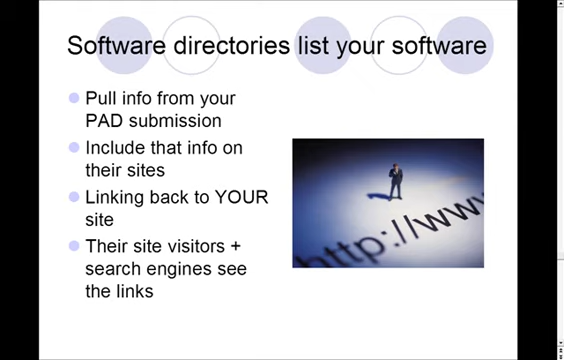 Software directories list your software
Pull info from your
PAD submission
Include that info on
their sites
Linking back to YOUR
site
Their site visitors +
search engines see
the links
http://www